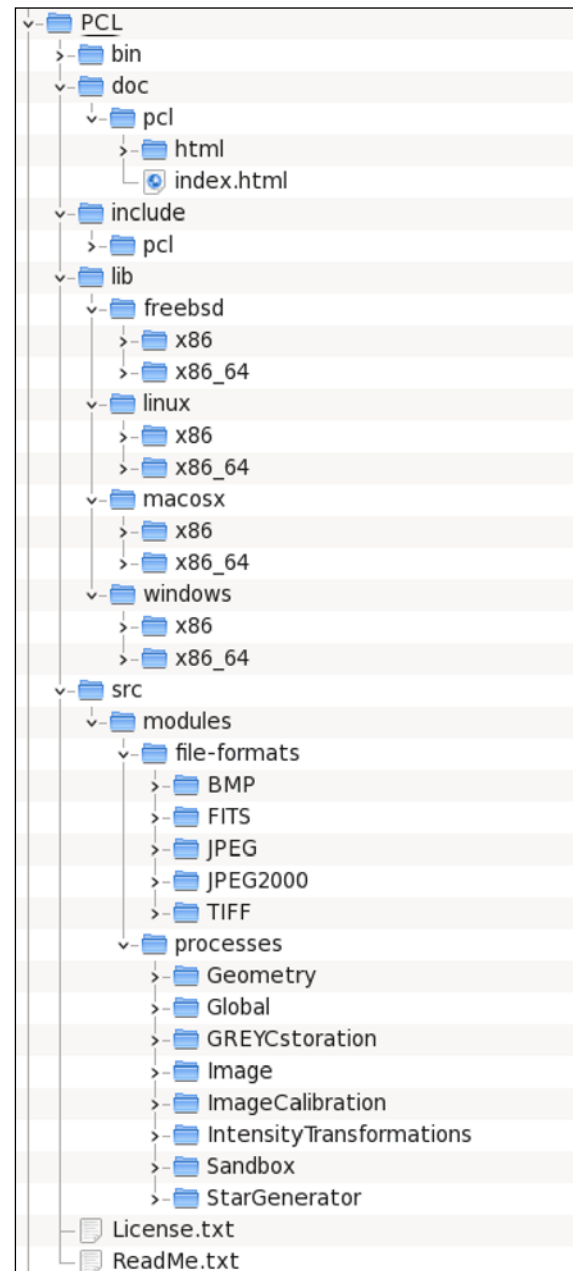 PCL
bin
doc
pcl
html
index.html
include
pcl
lib
freebsd
x86
x86_64
linux
x86
x86_64
macosx
x86
x86_64
windows
x86
x86_64
src
modules
file-formats
BMP
FITS
JPEG
JPEG2000
TIFF
processes
Geometry
Global
GREYCstoration
Image
ImageCalibration
IntensityTransformations
Sandbox
StarGenerator
License.txt
ReadMe.txt